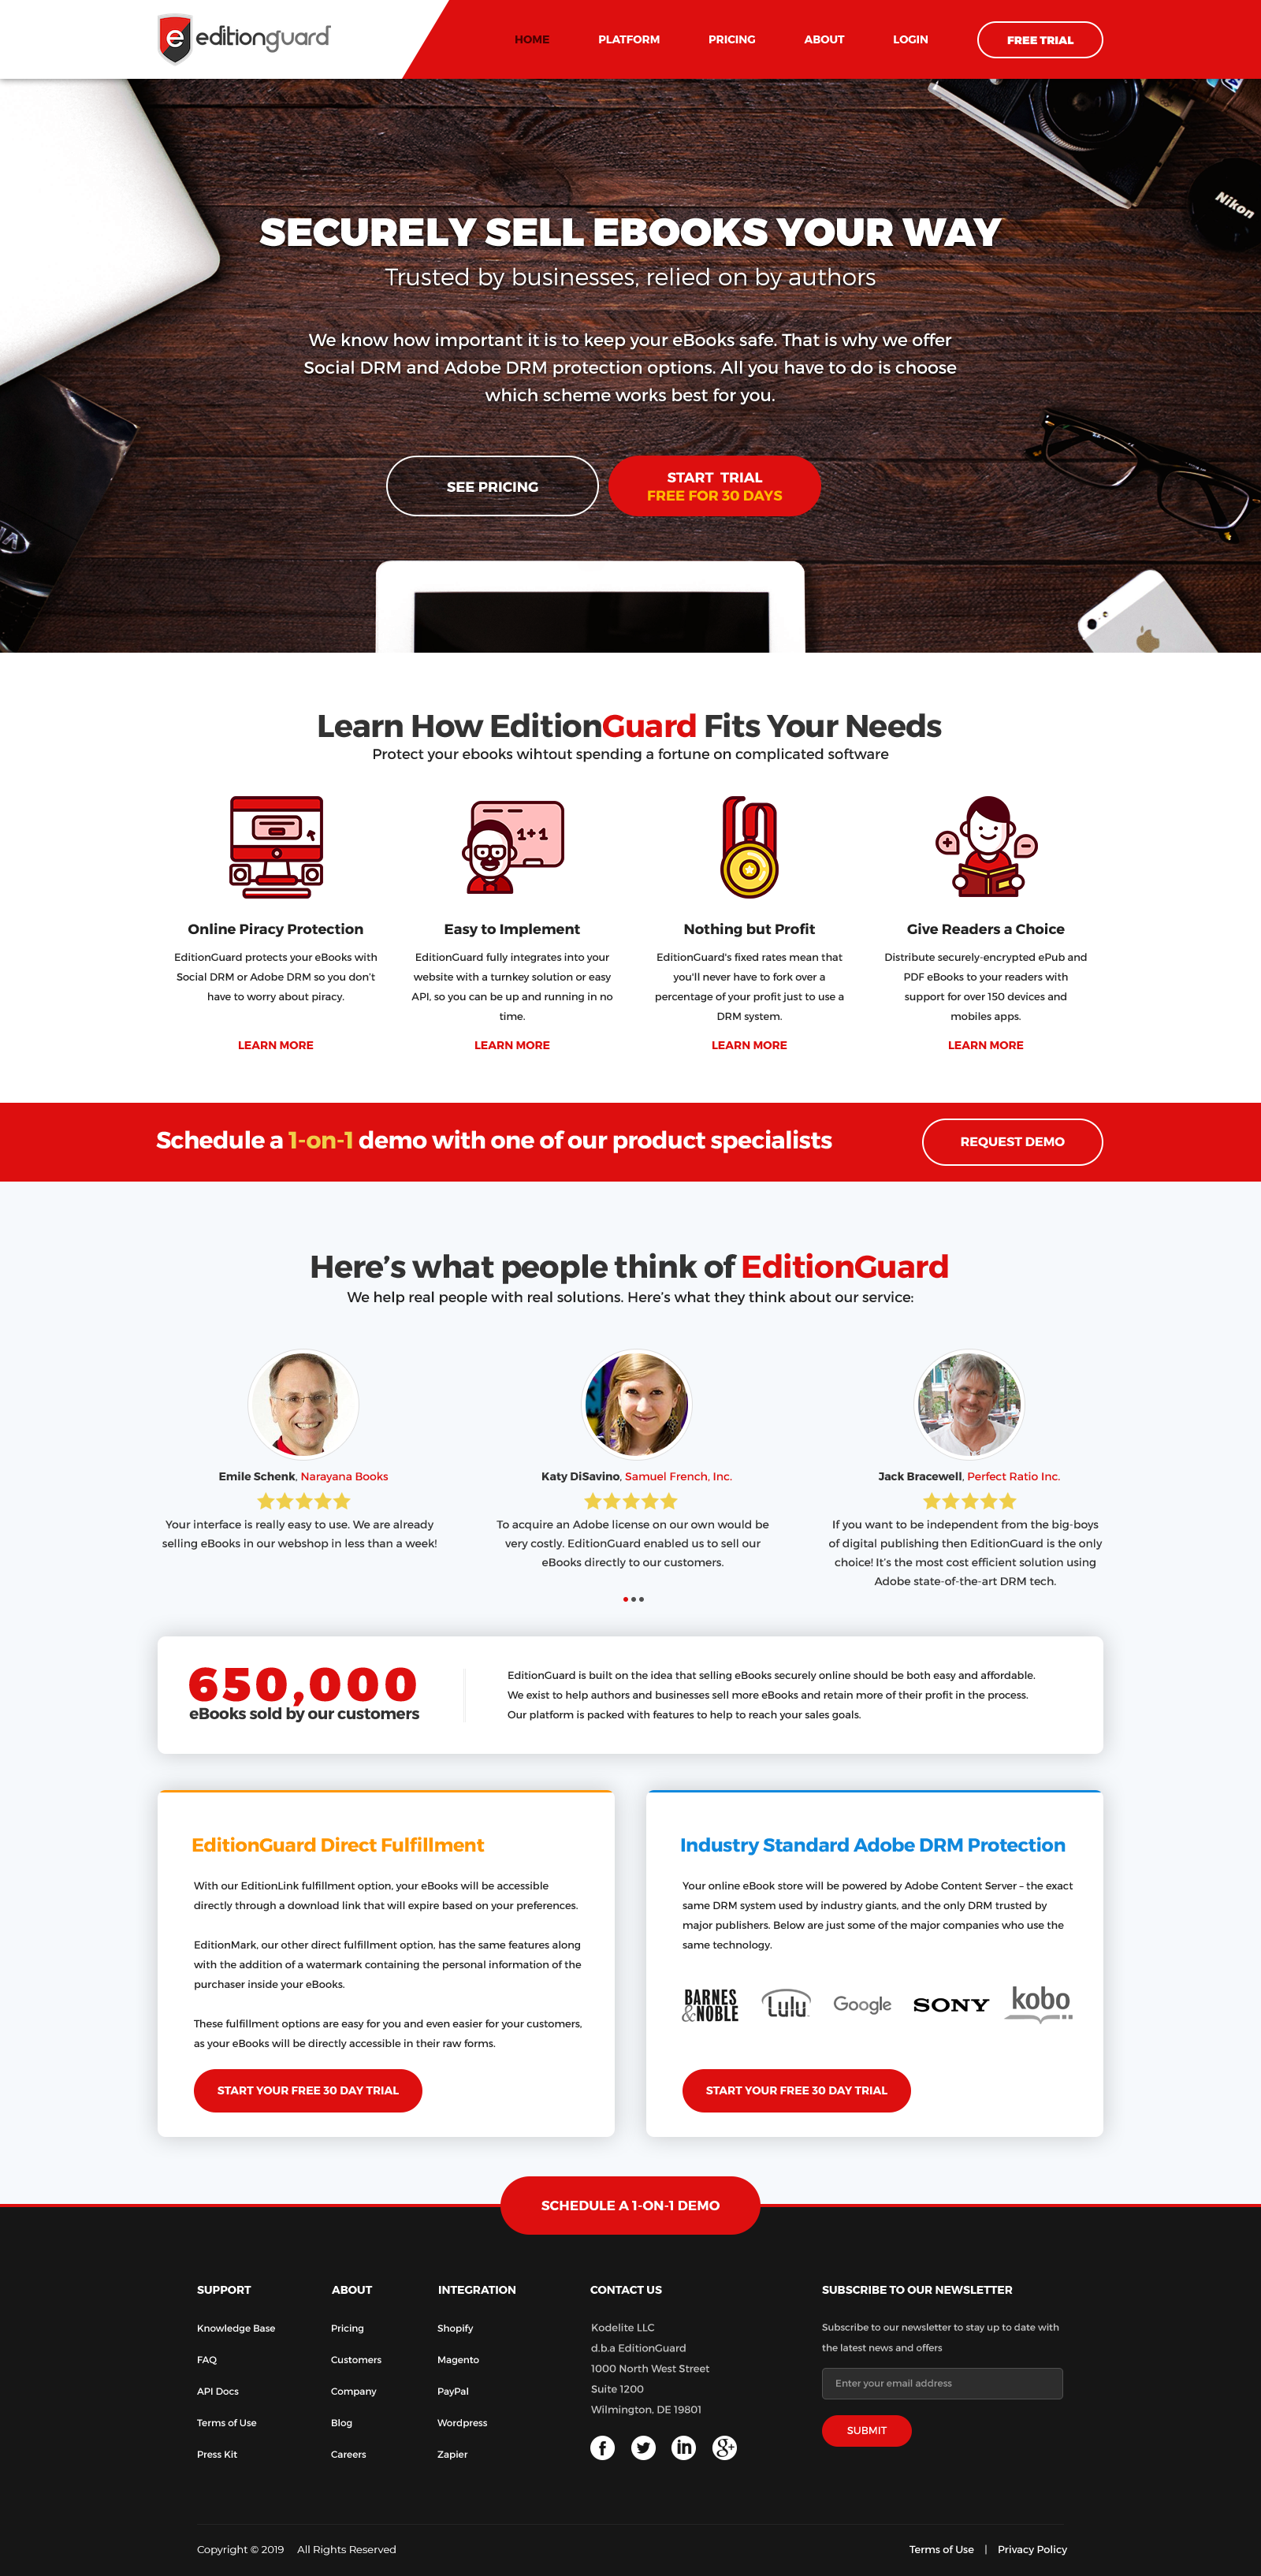 editionguard
HOME PLATFORM PRICING ABOUT LOGIN FREE TRIAL
Nikon
SECURELY SELL EBOOKS YOUR WAY
Trusted by businesses, relied on by authors
We know how important it is to keep your eBooks safe. That is why we offer
Social DRM and Adobe DRM protection options. All you have to do is choose
which scheme works best for you.
SEE PRICING
START TRIAL
FREE FOR 30 DAYS
Learn How EditionGuard Fits Your Needs
Protect your ebooks wihtout spending a fortune on complicated software
1+1
Online Piracy Protection
EditionGuard protects your eBooks with
Social DRM or Adobe DRM so you don't
have to worry about piracy.
LEARN MORE
Easy to Implement
EditionGuard fully integrates into your
website with a turnkey solution or easy
API, so you can be up and running in no
time.
LEARN MORE
Nothing but Profit
EditionGuard's fixed rates mean that
you'll never have to fork over a
percentage of your profit just to use a
DRM system.
LEARN MORE
Give Readers a Choice
Distribute securely-encrypted ePub and
PDF eBooks to your readers with
support for over 150 devices and
mobiles apps.
LEARN MORE
Schedule a 1-on-1 demo with one of our product specialists
REQUEST DEMO
Here's what people think of EditionGuard
We help real people with real solutions. Here's what they think about our service:
Emile Schenk, Narayana Books
Your interface is really easy to use. We are already
selling eBooks in our webshop in less than a week!
Katy DiSavino, Samuel French, Inc.
To acquire an Adobe license on our own would be
very costly. EditionGuard enabled us to sell our
eBooks directly to our customers.
Jack Bracewell, Perfect Ratio Inc.
If you want to be independent from the big-boys
of digital publishing then EditionGuard is the only
choice! It's the most cost efficient solution using
Adobe state-of-the-art DRM tech.
650,000
eBooks sold by our customers
EditionGuard is built on the idea that selling eBooks securely online should be both easy and affordable.
We exist to help authors and businesses sell more eBooks and retain more of their profit in the process.
Our platform is packed with features to help to reach your sales goals.
EditionGuard Direct Fulfillment
With our EditionLink fulfillment option, your eBooks will be accessible
directly through a download link that will expire based on your preferences.
EditionMark, our other direct fulfillment option, has the same features along
with the addition of a watermark containing the personal information of the
purchaser inside your eBooks.
These fulfillment options are easy for you and even easier for your customers,
as your eBooks will be directly accessible in their raw forms.
START YOUR FREE 30 DAY TRIAL
Industry Standard Adobe DRM Protection
Your online eBook store will be powered by Adobe Content Server – the exact
same DRM system used by industry giants, and the only DRM trusted by
major publishers. Below are just some of the major companies who use the
same technology.
BARNES
&NOBLE
Lulu
Google
SONY
kobo
START YOUR FREE 30 DAY TRIAL
SCHEDULE A 1-ON-1 DEMO
SUPPORT
Knowledge Base
FAQ
API Docs
Terms of Use
Press Kit
ABOUT
Pricing
Customers
Company
Blog
Careers
INTEGRATION
Shopify
Magento
PayPal
Wordpress
Zapier
CONTACT US
Kodelite LLC
d.b.a EditionGuard
1000 North West Street
Suite 1200
Wilmington, DE 19801
SUBSCRIBE TO OUR NEWSLETTER
Subscribe to our newsletter to stay up to date with
the latest news and offers
Enter your email address
SUBMIT
Copyright © 2019 All Rights Reserved
Terms of Use | Privacy Policy